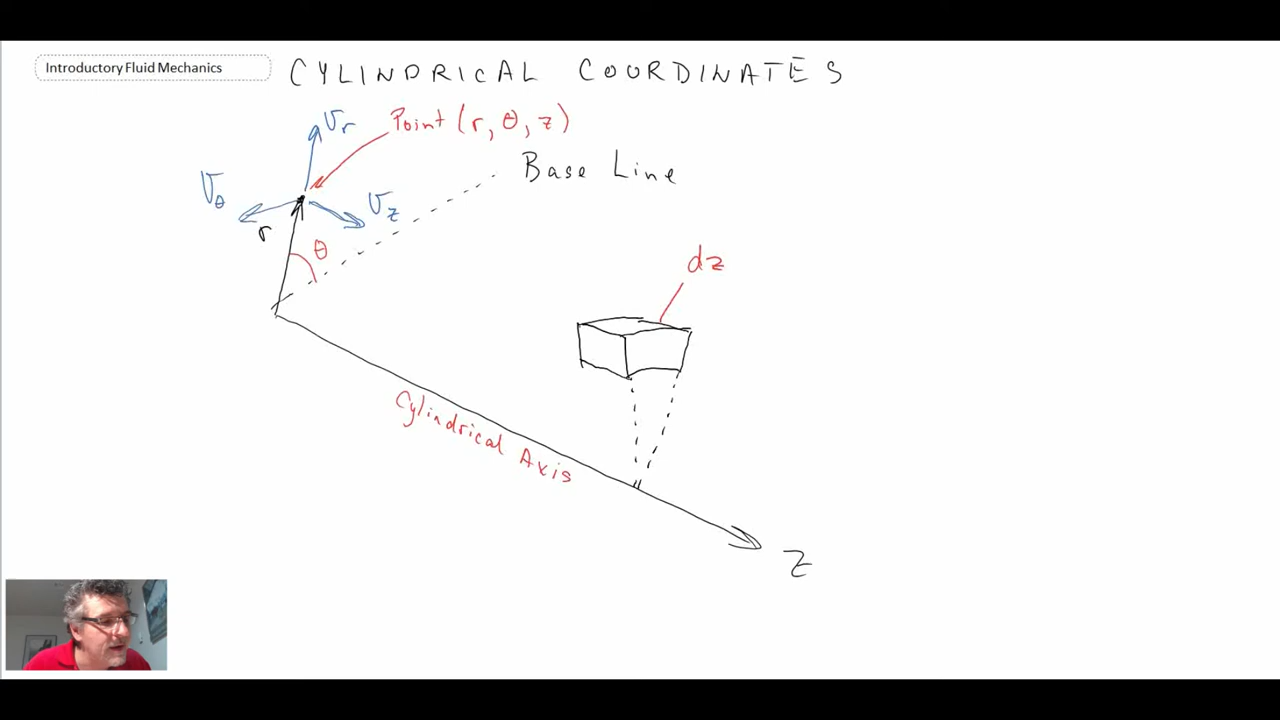 Introductory Fluid Mechanics
CYLINDRICAL COORDINATES
Vr
Point (r, θ, z)
Base Line
Vθ
Vz
r
θ
dz
Cylindrical Axis
Z